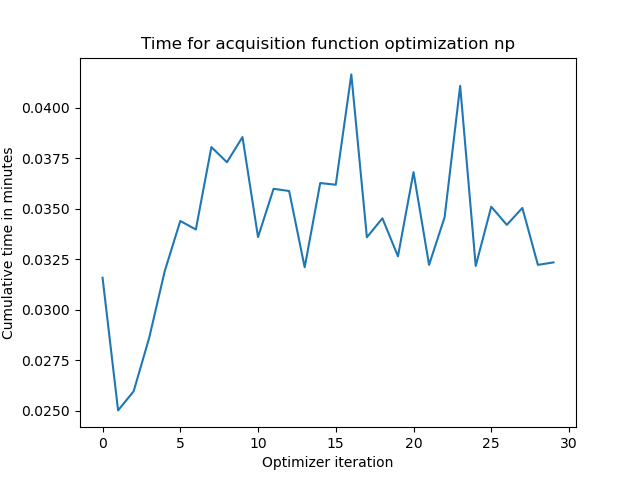 Time for acquisition function optimization np
Cumulative time in minutes
0.0400
0.0375
0.0350
0.0325
0.0300
0.0275
0.0250
0 5 10 15 20 25 30
Optimizer iteration